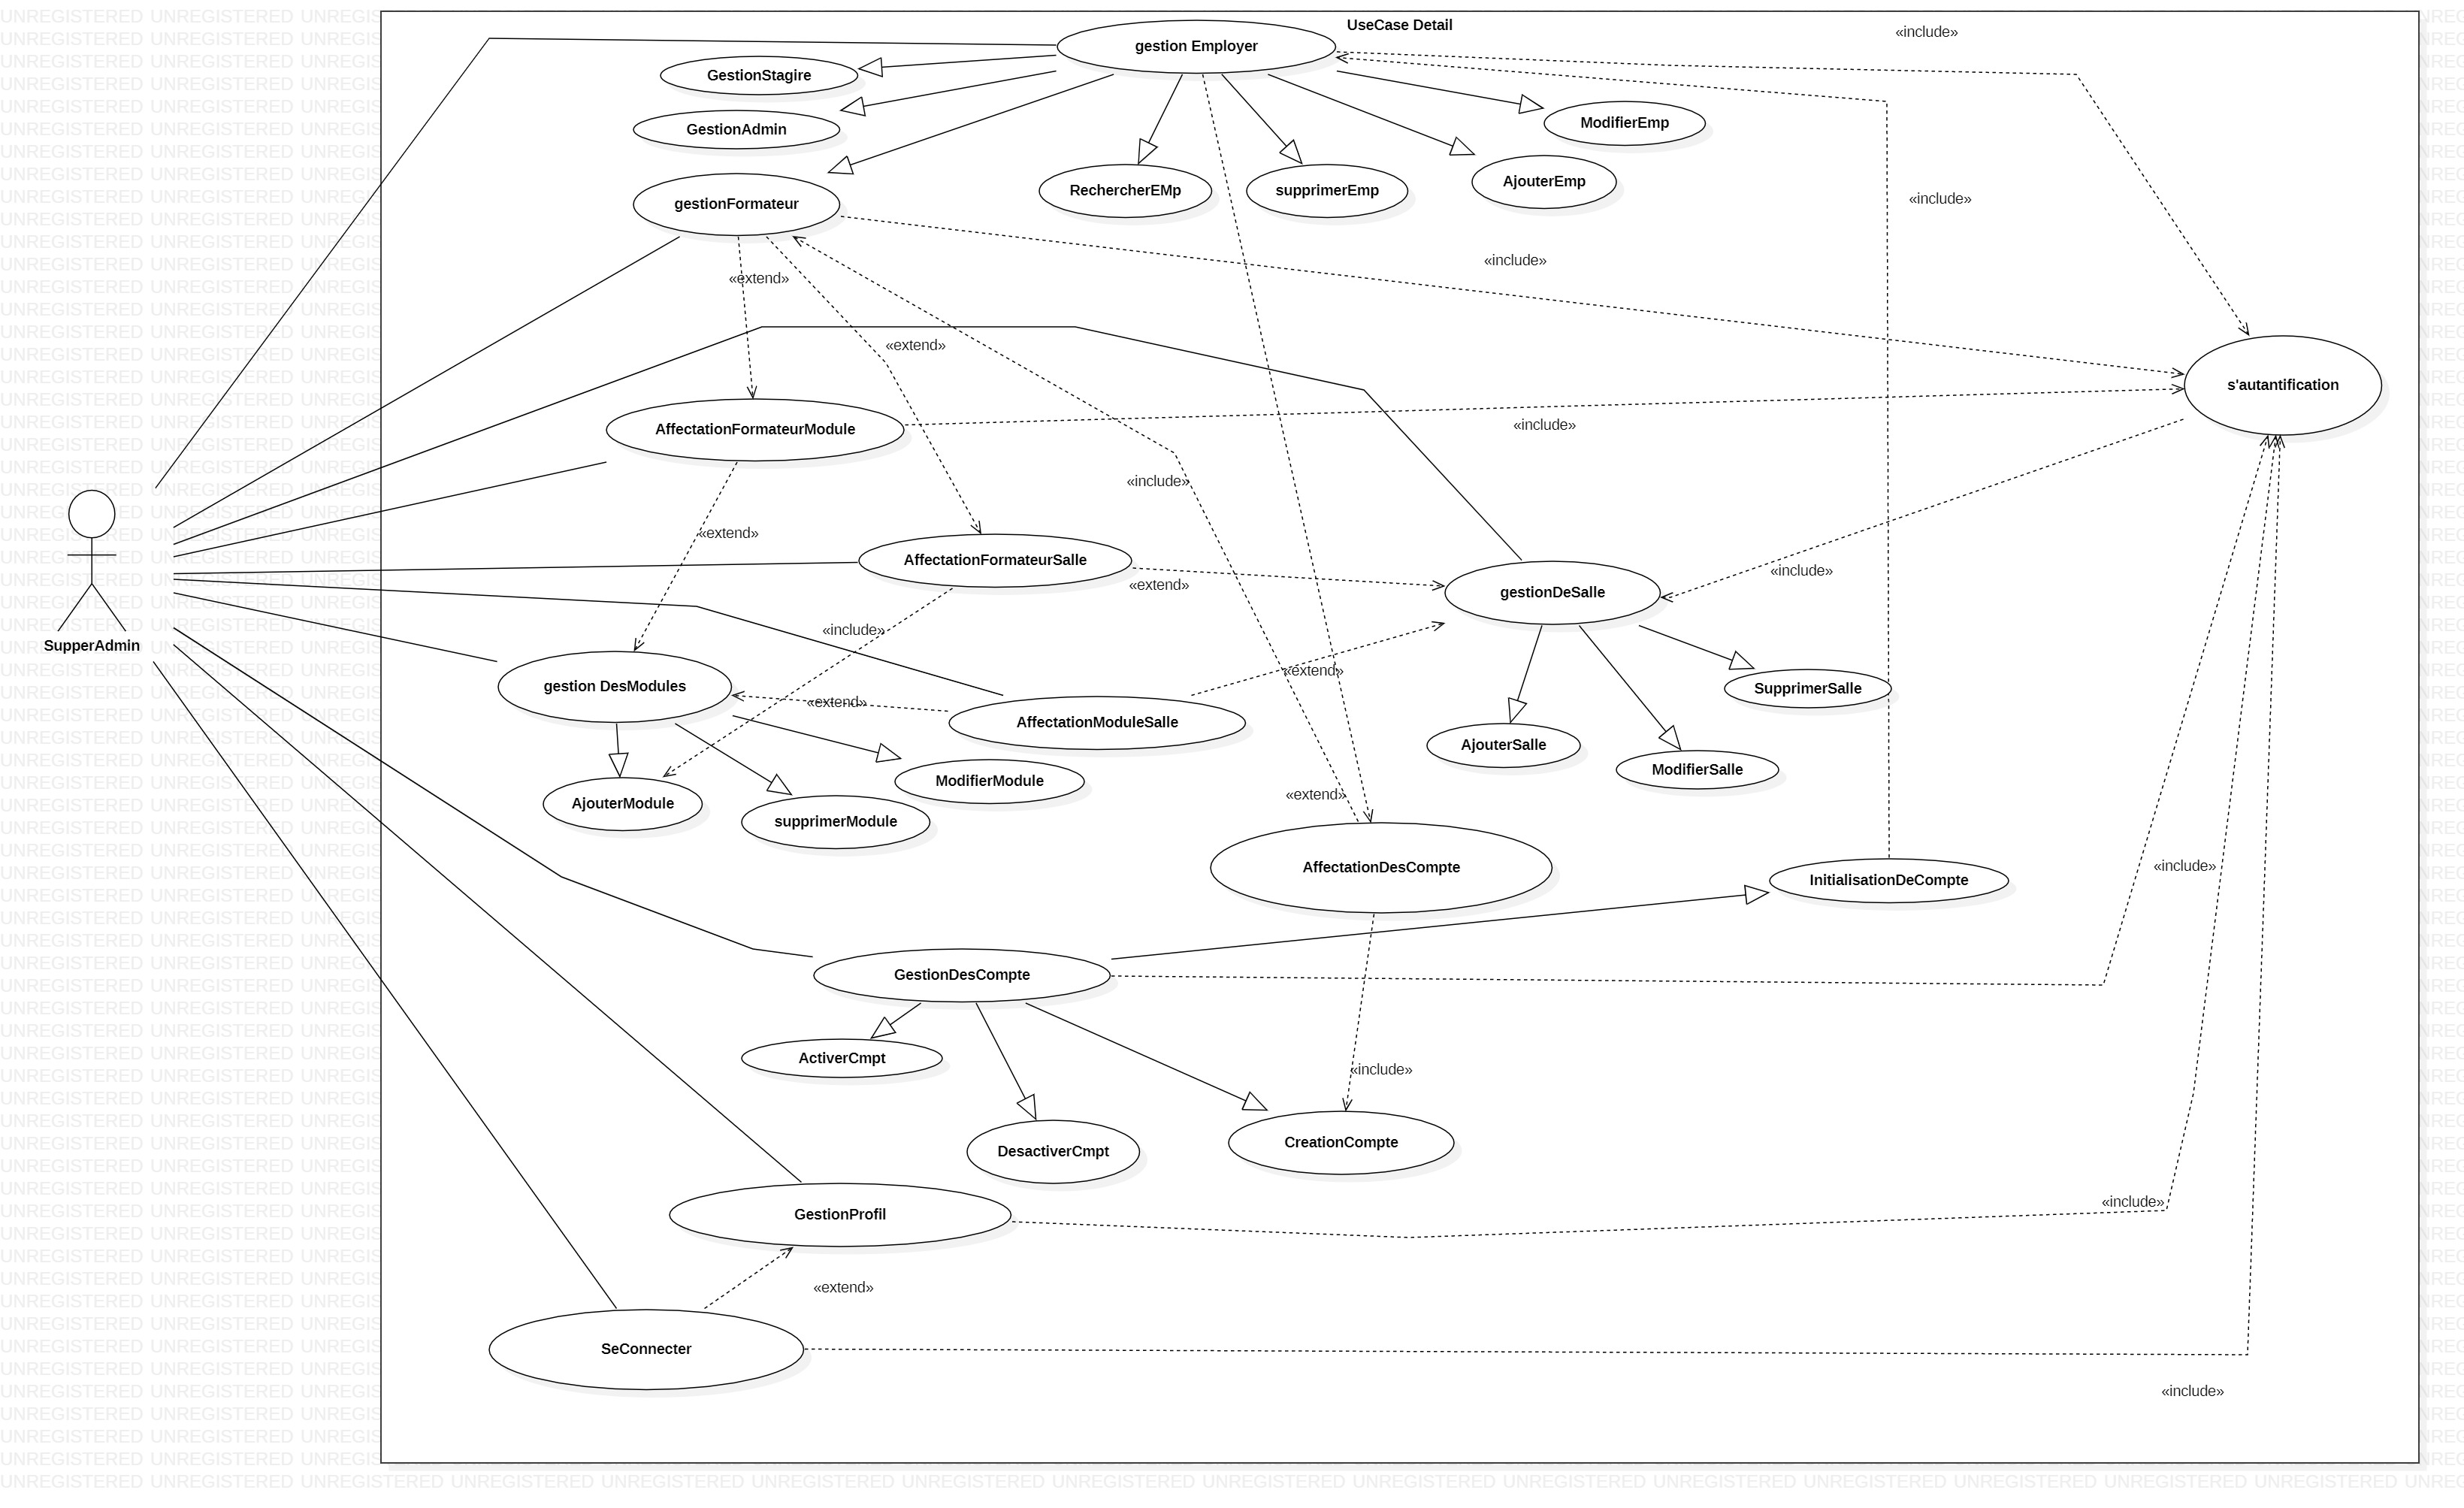 UseCase Detail
«include»
gestion Employer
GestionStagire
GestionAdmin
ModifierEmp
RechercherEMp
supprimerEmp
AjouterEmp
gestionFormateur
«include»
«include»
«extend»
«extend»
s'autantification
AffectationFormateurModule
«include»
«include»
«extend»
AffectationFormateurSalle
«extend»
gestionDeSalle
«include»
SupperAdmin
«include»
«extend»
gestion DesModules
«extend»
SupprimerSalle
AffectationModuleSalle
AjouterSalle
ModifierSalle
ModifierModule
AjouterModule
supprimerModule
«extend»
AffectationDesCompte
«include»
InitialisationDeCompte
GestionDesCompte
ActiverCmpt
«include»
DesactiverCmpt
CreationCompte
GestionProfil
«include»
«extend»
SeConnecter
«include»
UNREGISTERED UNREGISTERED UNREGISTERED UNREGISTERED UNREGISTERED UNREGISTERED UNREGISTERED UNREGISTERED UNREGISTERED UNREGISTERED UNREGISTERED UNREGISTERED UNREGISTERED UNREGISTERED UNREGISTERED UNREGISTERED